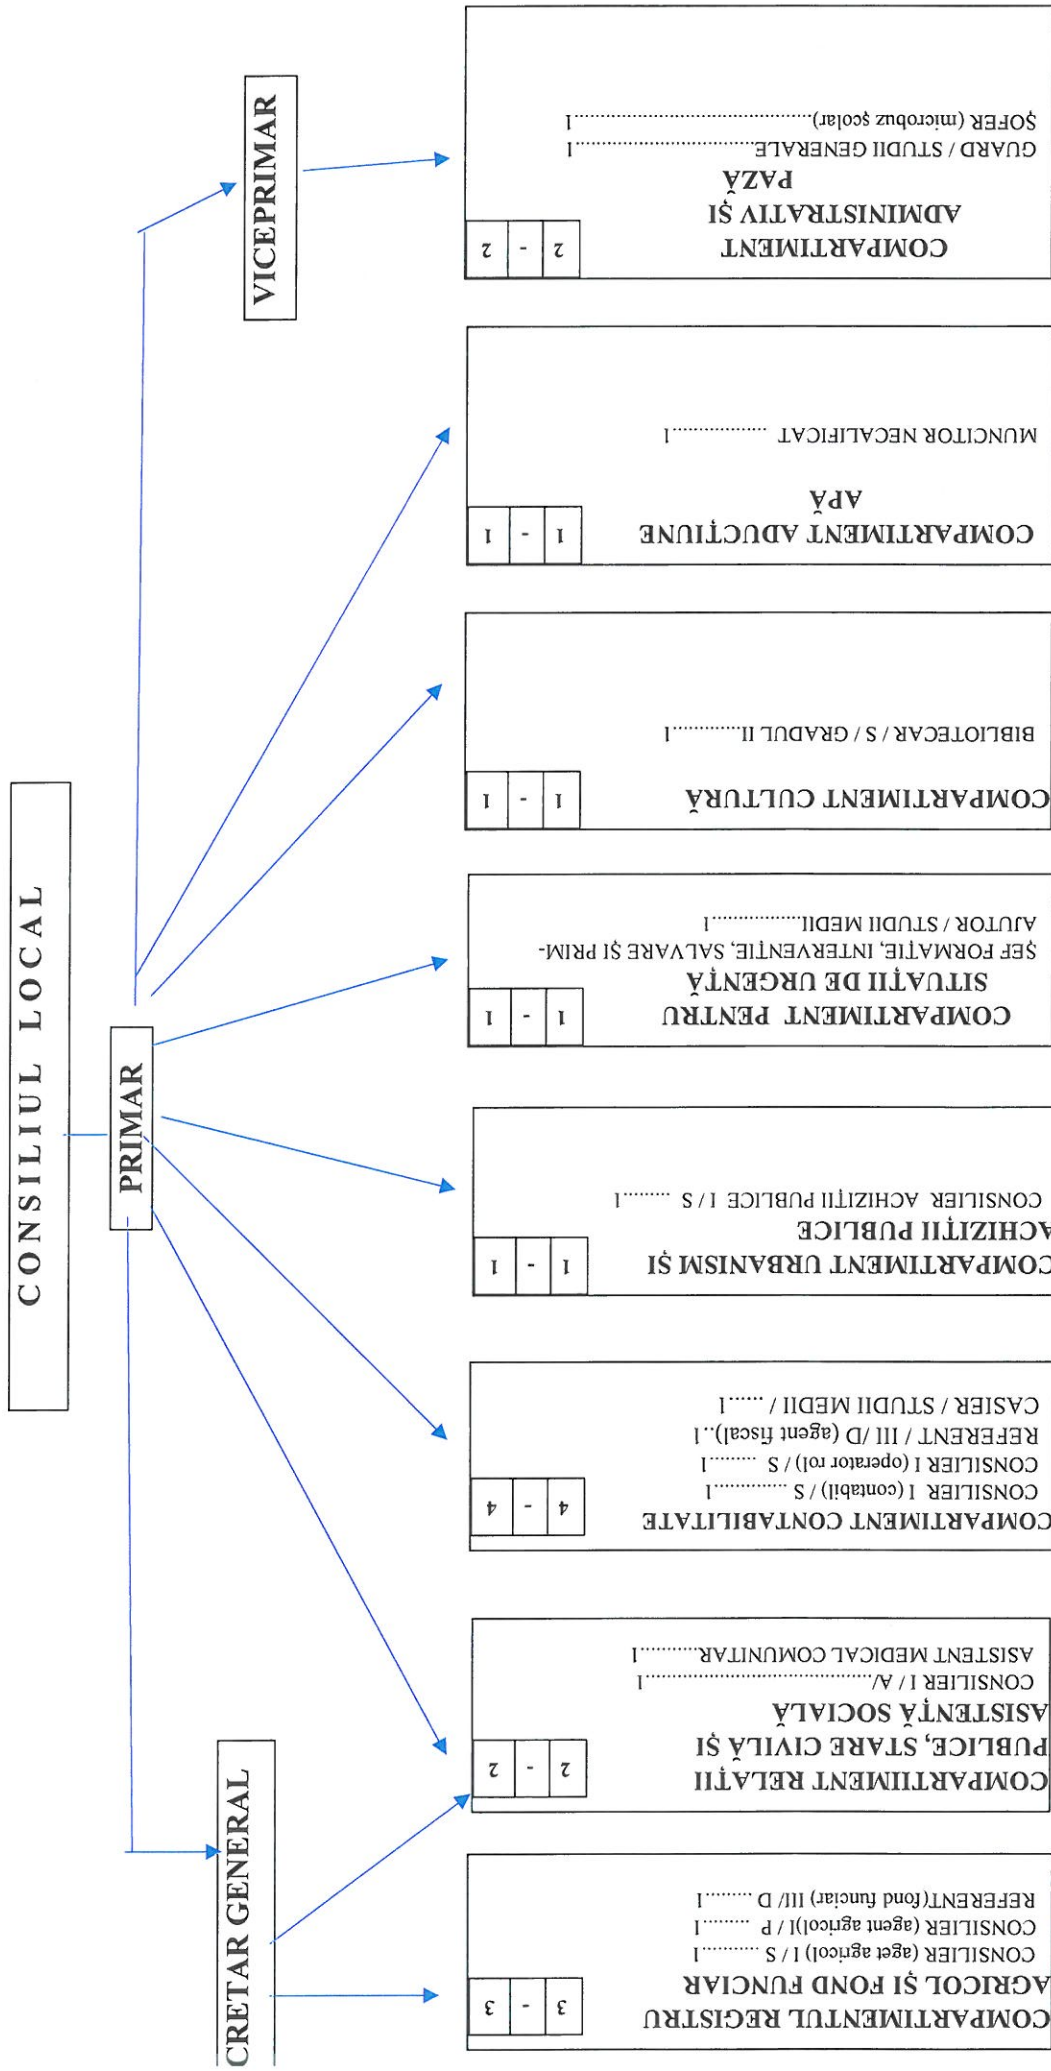 CONSILIUL LOCAL
PRIMAR
CRETAR GENERAL
VICEPRIMAR
COMPARTIMENTUL REGISTRU
AGRICOL ȘI FOND FUNCIAR
3 - 3
CONSILIER (aget agricol) I / S ..........1
CONSILIER (agent agricol)I / P .........1
REFERENT(fond funciar) III/ D ........1
COMPARTIIMENT RELAȚII
PUBLICE, STARE CIVILĂ ȘI
ASISTENȚĂ SOCIALĂ
2 - 2
CONSILIER I / A/..........................................1
ASISTENT MEDICAL COMUNITAR..........1
COMPARTIMENT CONTABILITATE
4 - 4
CONSILIER I (contabil) / S .............1
CONSILIER I (operator rol) / S .........1
REFERENT / III /D (agent fiscal)..1
CASIER / STUDII MEDII / ......1
COMPARTIMENT URBANISM ȘI
ACHIZIȚII PUBLICE
1 - 1
CONSILIER ACHIZIȚII PUBLICE I / S .........1
COMPARTIMENT PENTRU
SITUAȚII DE URGENȚĂ
1 - 1
ȘEF FORMAȚIE, INTERVENȚIE, SALVARE ȘI PRIM-
AJUTOR / STUDII MEDII...............1
COMPARTIMENT CULTURĂ
1 - 1
BIBLIOTECAR / S / GRADUL II............1
COMPARTIMENT ADUCȚIUNE
APĂ
1 - 1
MUNCITOR NECALIFICAT ................1
COMPARTIMENT
ADMINISTRATIV ȘI
PAZĂ
2 - 2
GUARD / STUDII GENERALE...............................1
ȘOFER (microbuz școlar).........................................1